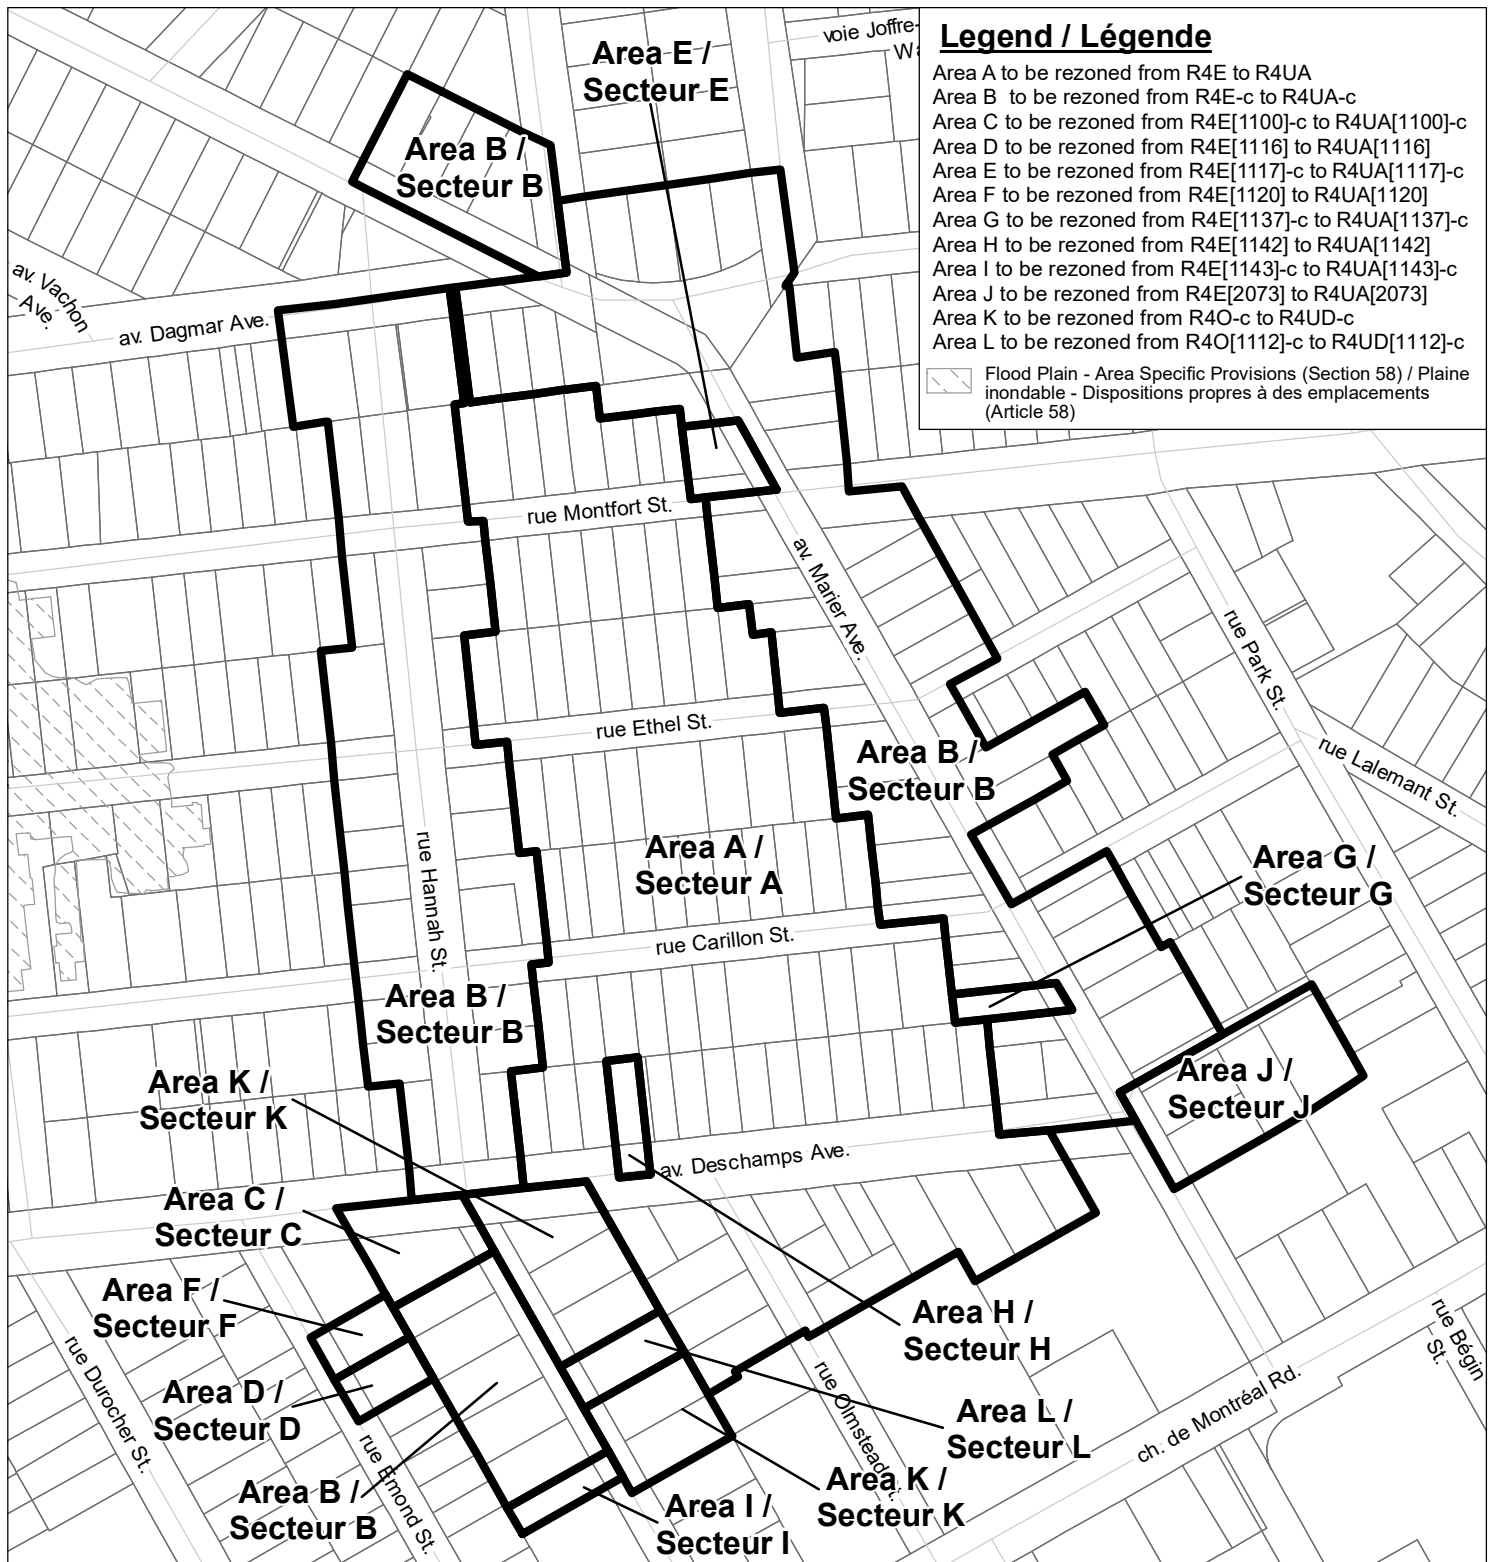 Legend / Légende
Area A to be rezoned from R4E to R4UA
Area B to be rezoned from R4E-c to R4UA-c
Area C to be rezoned from R4E[1100]-c to R4UA[1100]-c
Area D to be rezoned from R4E[1116] to R4UA[1116]
Area E to be rezoned from R4E[1117]-c to R4UA[1117]-c
Area F to be rezoned from R4E[1120] to R4UA[1120]
Area G to be rezoned from R4E[1137]-c to R4UA[1137]-c
Area H to be rezoned from R4E[1142] to R4UA[1142]
Area I to be rezoned from R4E[1143]-c to R4UA[1143]-c
Area J to be rezoned from R4E[2073] to R4UA[2073]
Area K to be rezoned from R4O-c to R4UD-c
Area L to be rezoned from R4O[1112]-c to R4UD[1112]-c
Flood Plain - Area Specific Provisions (Section 58) / Plaine
inondable - Dispositions propres à des emplacements
(Article 58)
voie Joffre-
Area E /
Secteur E
Area B /
Secteur B
av. Vachon
Ave.
av. Dagmar Ave.
rue Montfort St.
av. Marier Ave.
rue Park St.
rue Ethel St.
Area B /
Secteur B
rue Lalemant St.
rue Hannah St.
Area A /
Secteur A
Area G /
Secteur G
rue Carillon St.
Area B /
Secteur B
Area K /
Secteur K
Area J /
Secteur J
av. Deschamps Ave.
Area C /
Secteur C
Area F /
Secteur F
Area H /
Secteur H
rue Bégin
St.
rue Durocher St.
Area D /
Secteur D
rue Olmstead St.
Area L /
Secteur L
ch. de Montréal Rd.
rue Emond St.
Area B /
Secteur B
Area K /
Secteur K
Area I /
Secteur I